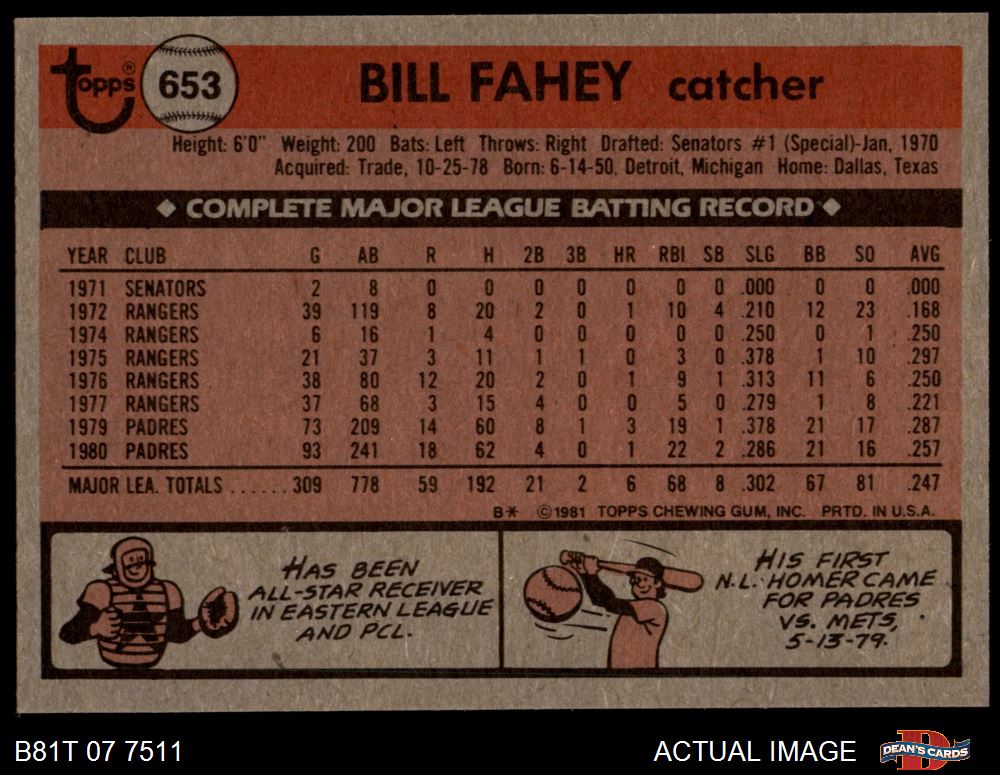 Topps® 653 BILL FAHEY catcher
Height: 6'0" Weight: 200 Bats: Left Throws: Right Drafted: Senators #1 (Special)-Jan, 1970
Acquired: Trade, 10-25-78 Born: 6-14-50, Detroit, Michigan Home: Dallas, Texas
◆ COMPLETE MAJOR LEAGUE BATTING RECORD ◆
YEAR CLUB G AB R H 2B 3B HR RBI SB SLG BB SO AVG
1971 SENATORS 2 8 0 0 0 0 0 0 0 .000 0 0 .000
1972 RANGERS 39 119 8 20 2 0 1 10 4 .210 12 23 .168
1974 RANGERS 6 16 1 4 0 0 0 0 0 .250 0 1 .250
1975 RANGERS 21 37 3 11 1 1 0 3 0 .378 1 10 .297
1976 RANGERS 38 80 12 20 2 0 1 9 1 .313 11 6 .250
1977 RANGERS 37 68 3 15 4 0 0 5 0 .279 1 8 .221
1979 PADRES 73 209 14 60 8 1 3 19 1 .378 21 17 .287
1980 PADRES 93 241 18 62 4 0 1 22 2 .286 21 16 .257
MAJOR LEA. TOTALS ...... 309 778 59 192 21 2 6 68 8 .302 67 81 .247
B* ©1981 TOPPS CHEWING GUM, INC. PRTD. IN U.S.A.
HAS BEEN
ALL-STAR RECEIVER
IN EASTERN LEAGUE
AND PCL.
HIS FIRST
N.L. HOMER CAME
FOR PADRES
VS. METS,
5-13-79.
B81T 07 7511 ACTUAL IMAGE DEAN'S CARDS